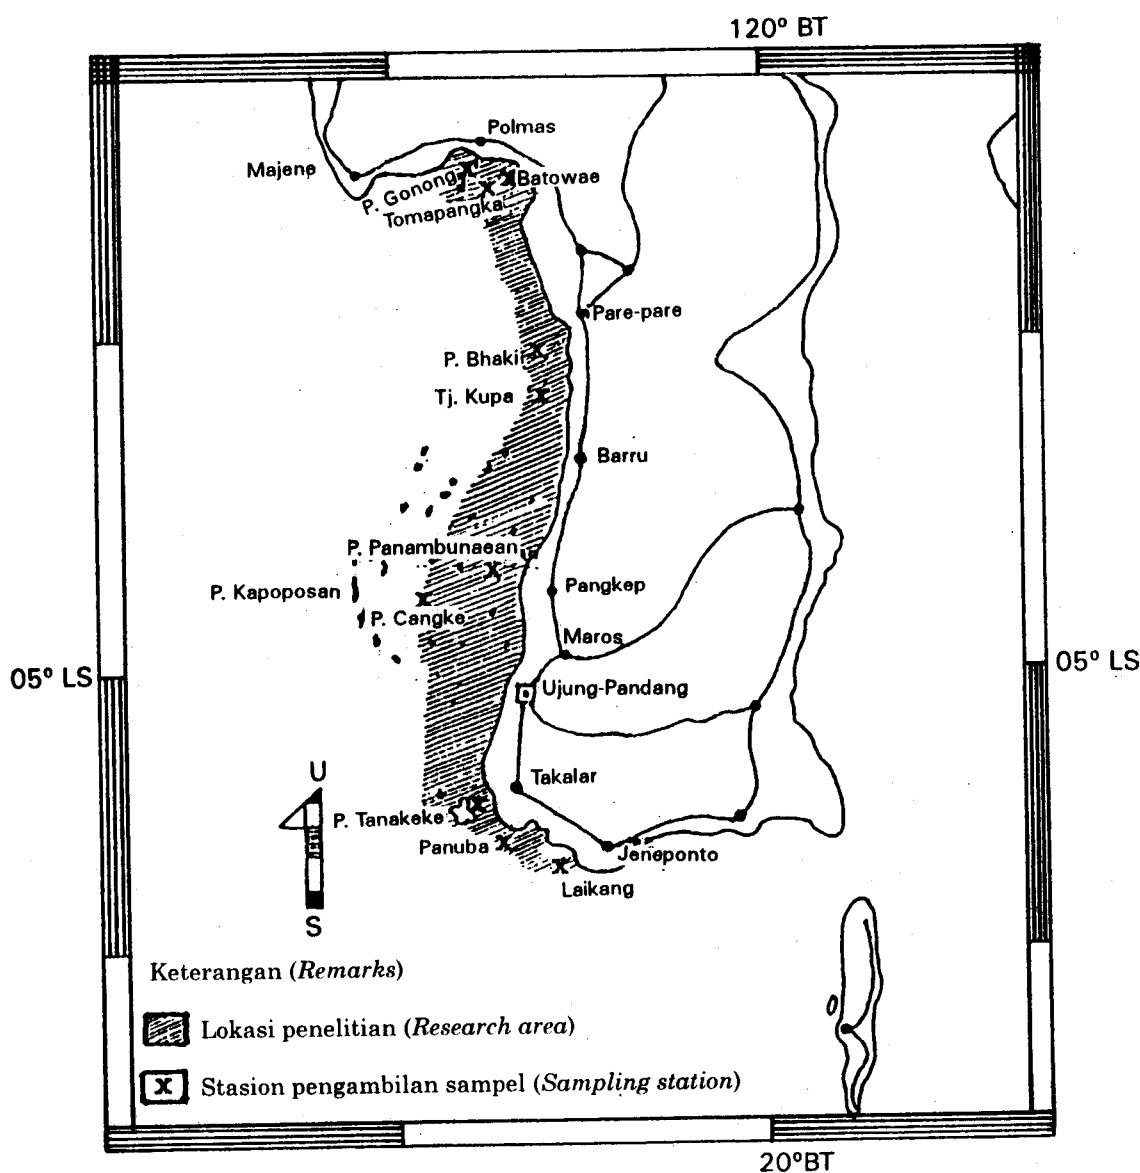 120° BT
Polmas
Majene
P. Gonong
Batowae
Tomapangka
Pare-pare
P. Bhakii
Tj. Kupa
Barru
P. Panambunaean
P. Kapoposan
Pangkep
P. Cangke
Maros
05° LS
05° LS
Ujung-Pandang
U
Takalar
P. Tanakeke
Panuba
Jeneponto
Laikang
S
Keterangan (Remarks)
Lokasi penelitian (Research area)
X Stasion pengambilan sampel (Sampling station)
20°BT